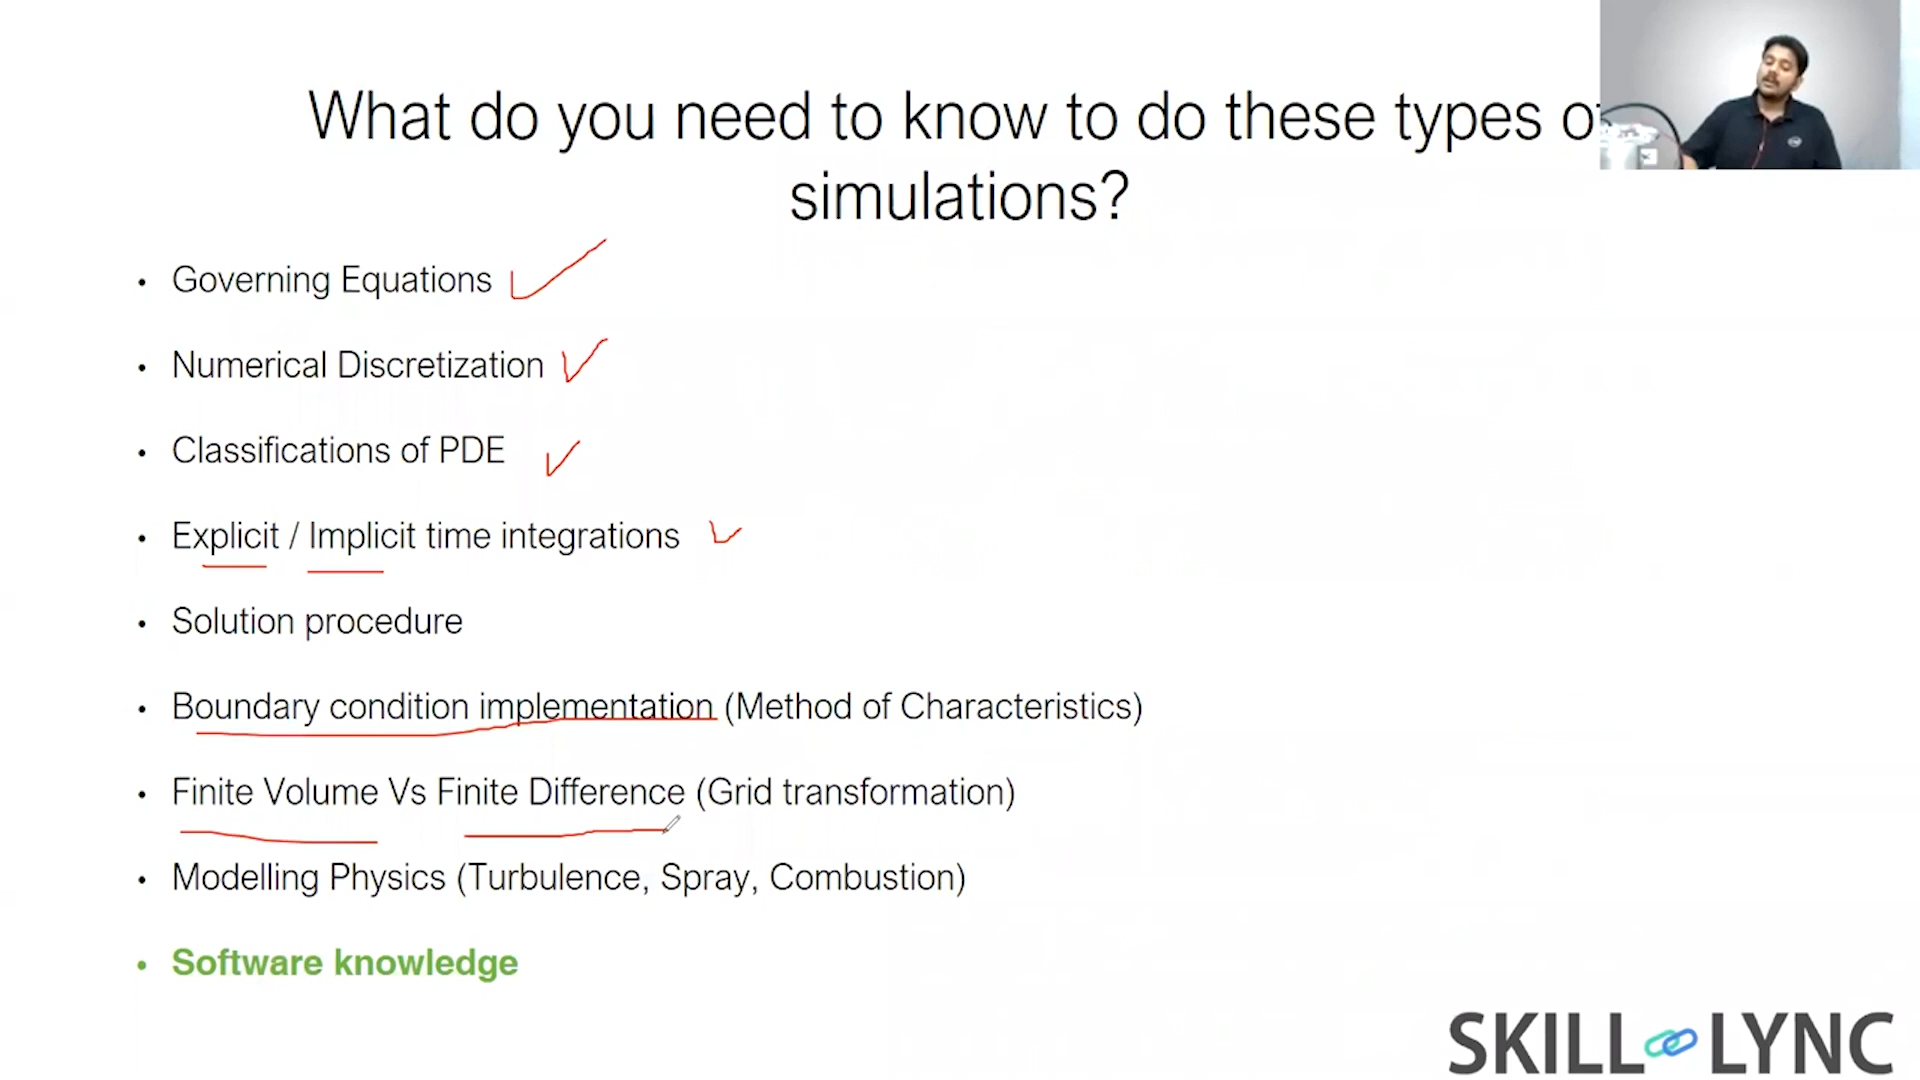 What do you need to know to do these types of
simulations?
• Governing Equations
• Numerical Discretization
• Classifications of PDE
• Explicit / Implicit time integrations
• Solution procedure
• Boundary condition implementation (Method of Characteristics)
• Finite Volume Vs Finite Difference (Grid transformation)
• Modelling Physics (Turbulence, Spray, Combustion)
• Software knowledge
SKILL LYNC